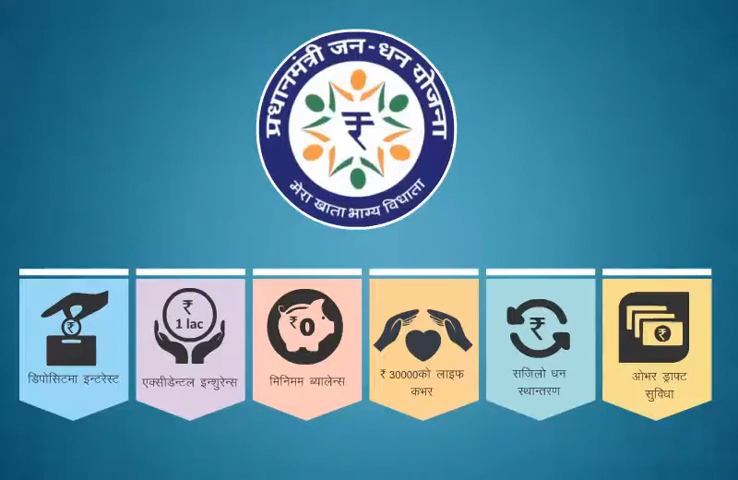 प्रधानमंत्री जन-धन योजना
₹
मेरा खाता भाग्य विधाता
₹
डिपोसिटमा इन्टरेस्ट
₹
1 lac
एक्सीडेन्टल इन्शुरेन्स
₹0
मिनिमम ब्यालेन्स
₹ 30000को लाइफ
कभर
₹
सजिलो धन
स्थान्तरण
₹
ओभर ड्राफ्ट
सुविधा